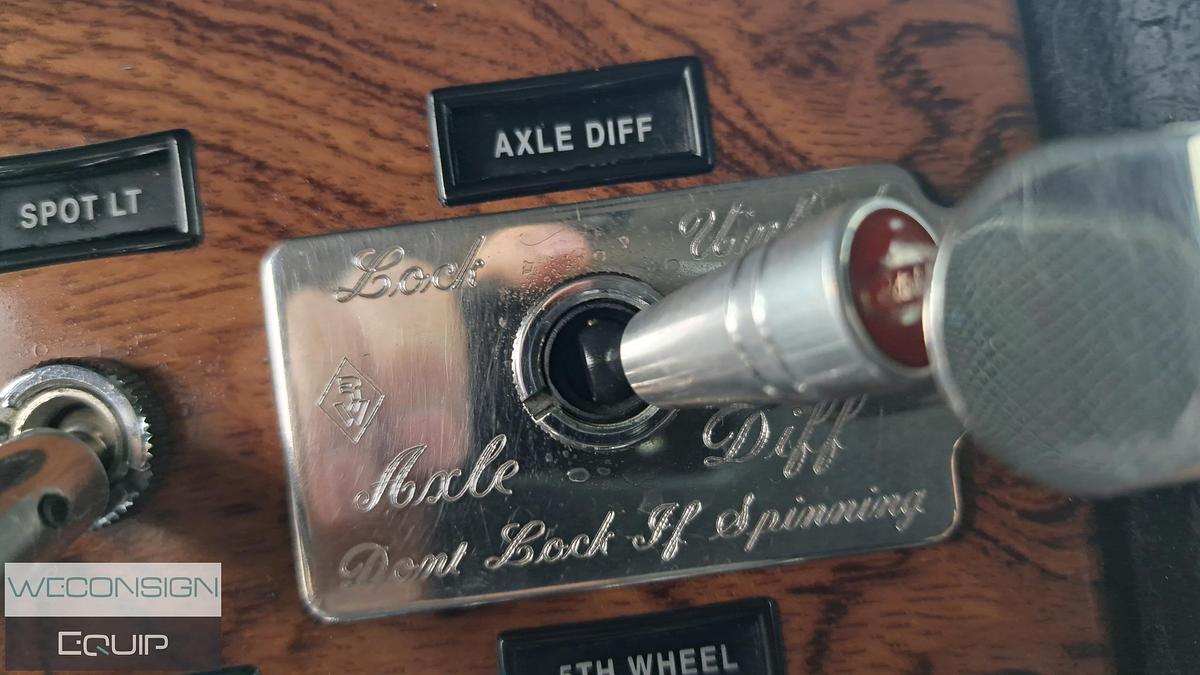 AXLE DIFF
SPOT LT
Lock
Axle Diff
Dont Lock If Spinning
5TH WHEEL
WECONSIGN
EQUIP